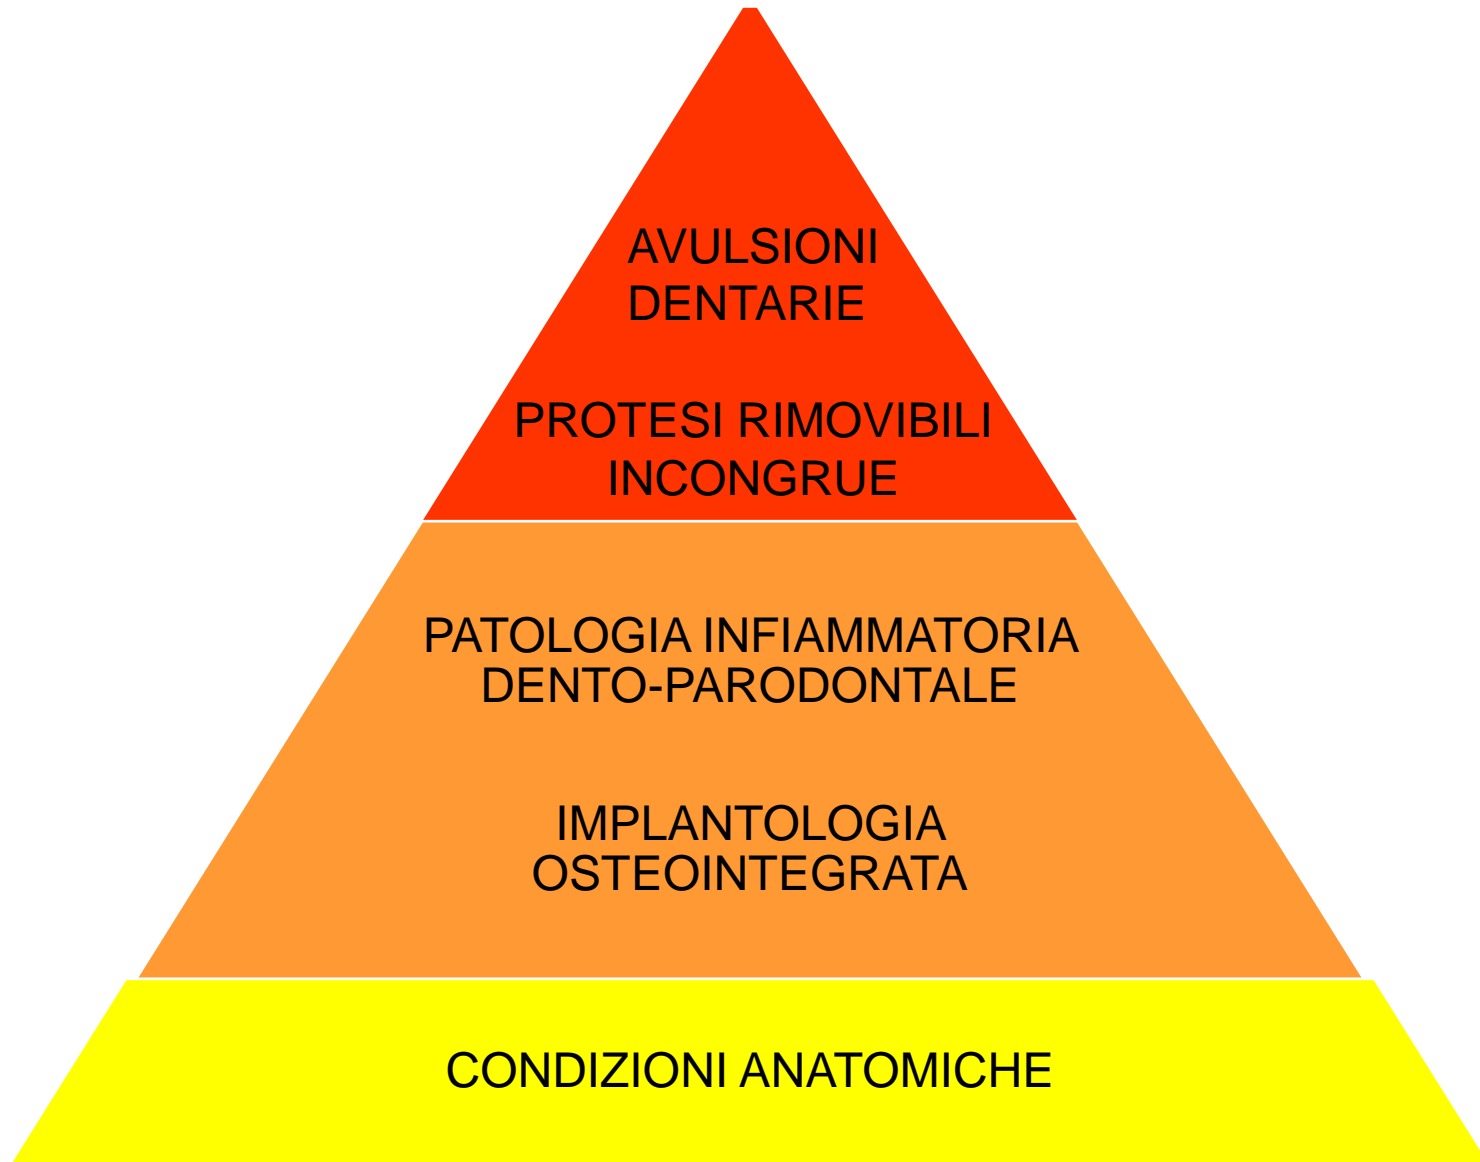 AVULSIONI
DENTARIE
PROTESI RIMOVIBILI
INCONGRUE
PATOLOGIA INFIAMMATORIA
DENTO-PARODONTALE
IMPLANTOLOGIA
OSTEOINTEGRATA
CONDIZIONI ANATOMICHE